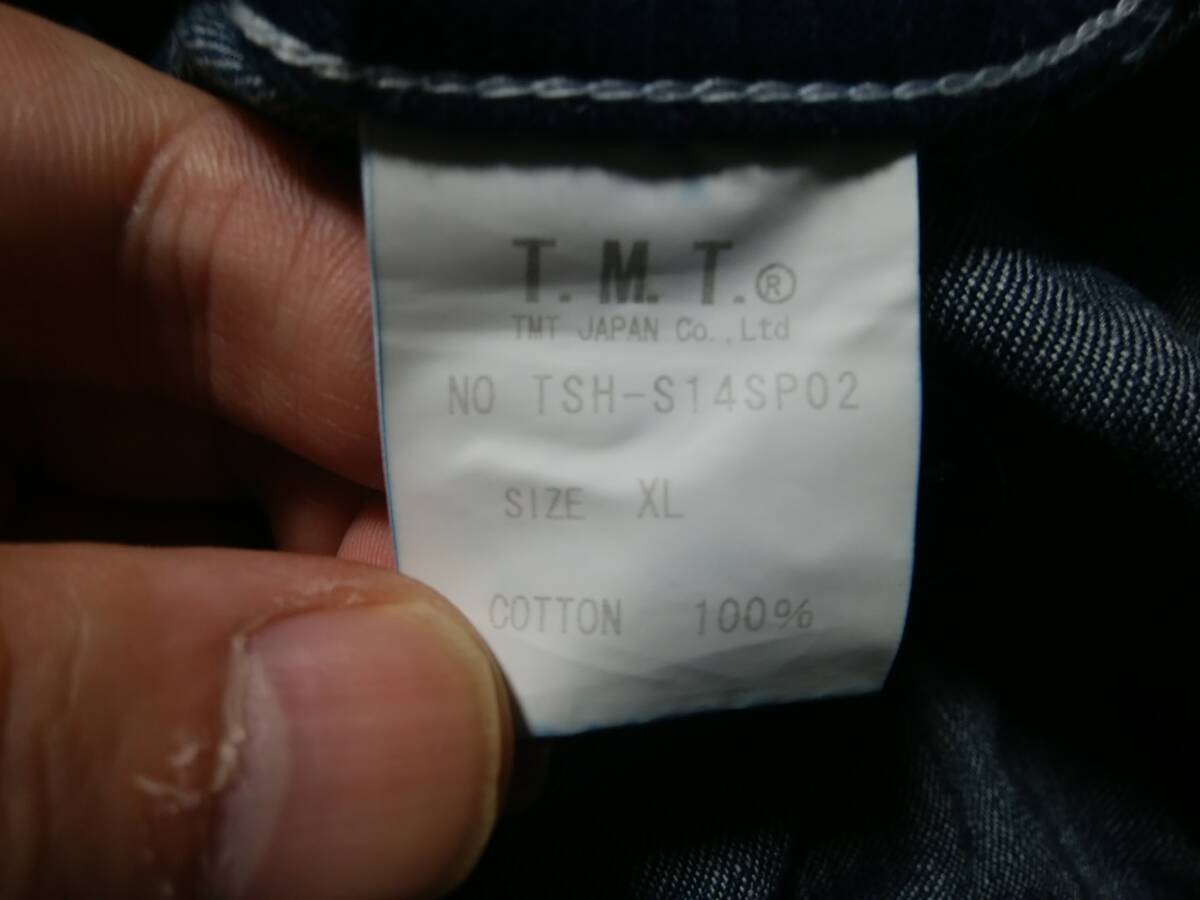 T. M. T.®
TMT JAPAN Co.,Ltd
NO TSH-S14SP02
SIZE XL
COTTON 100%